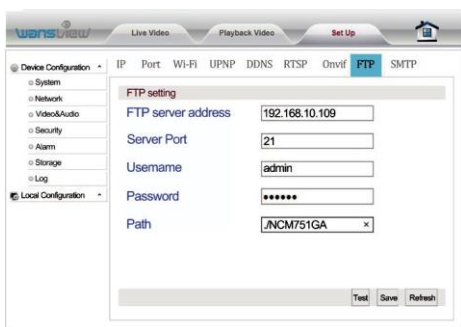 wansview
Live Video Playback Video Set Up
Device Configuration
System
Network
Video&Audio
Security
Alarm
Storage
Log
Local Configuration
IP Port Wi-Fi UPNP DDNS RTSP Onvif FTP SMTP
FTP setting
FTP server address 192.168.10.109
Server Port 21
Username admin
Password ••••••
Path ./NCM751GA ×
Test Save Refresh